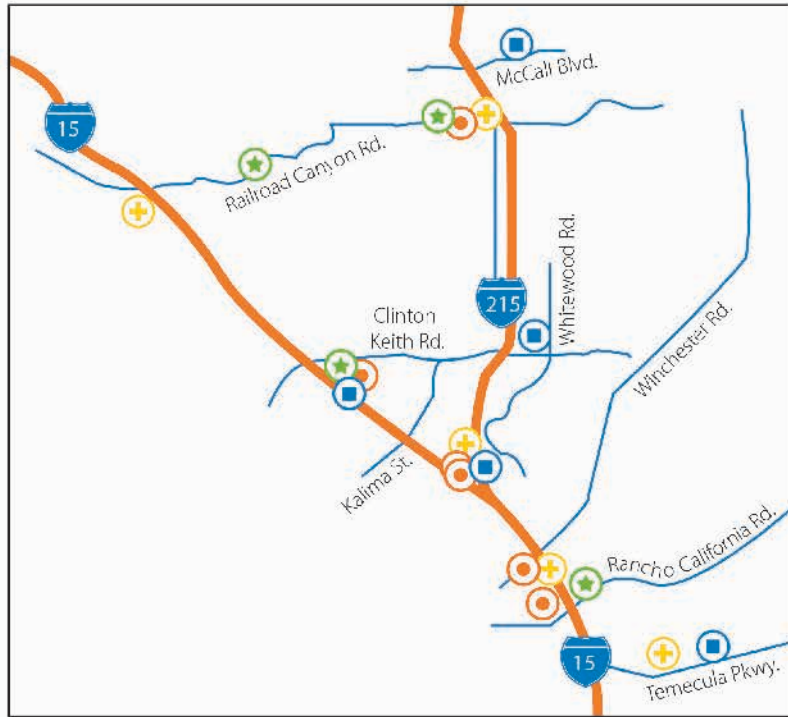 McCall Blvd.
15
Railroad Canyon Rd.
Whitewood Rd.
215
Clinton
Keith Rd.
Winchester Rd.
Kalima St.
Rancho California Rd.
15
Temecula Pkwy.